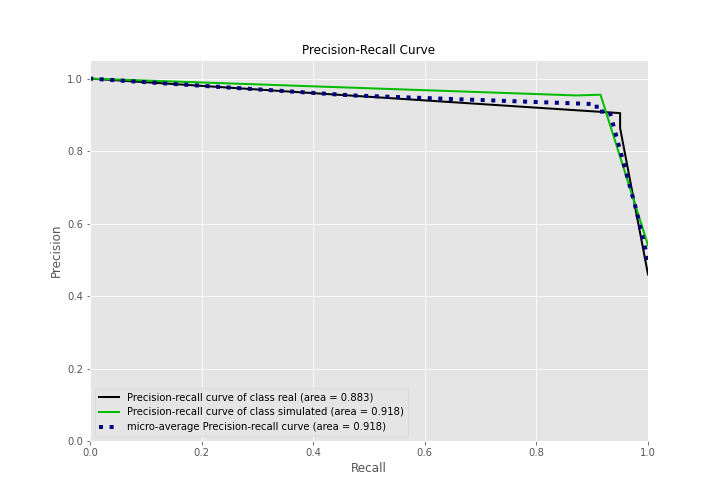 Precision-Recall Curve
1.0
0.8
0.6
0.4
0.2
0.0
Precision
Precision-recall curve of class real (area = 0.883)
Precision-recall curve of class simulated (area = 0.918)
micro-average Precision-recall curve (area = 0.918)
0.0 0.2 0.4 0.6 0.8 1.0
Recall